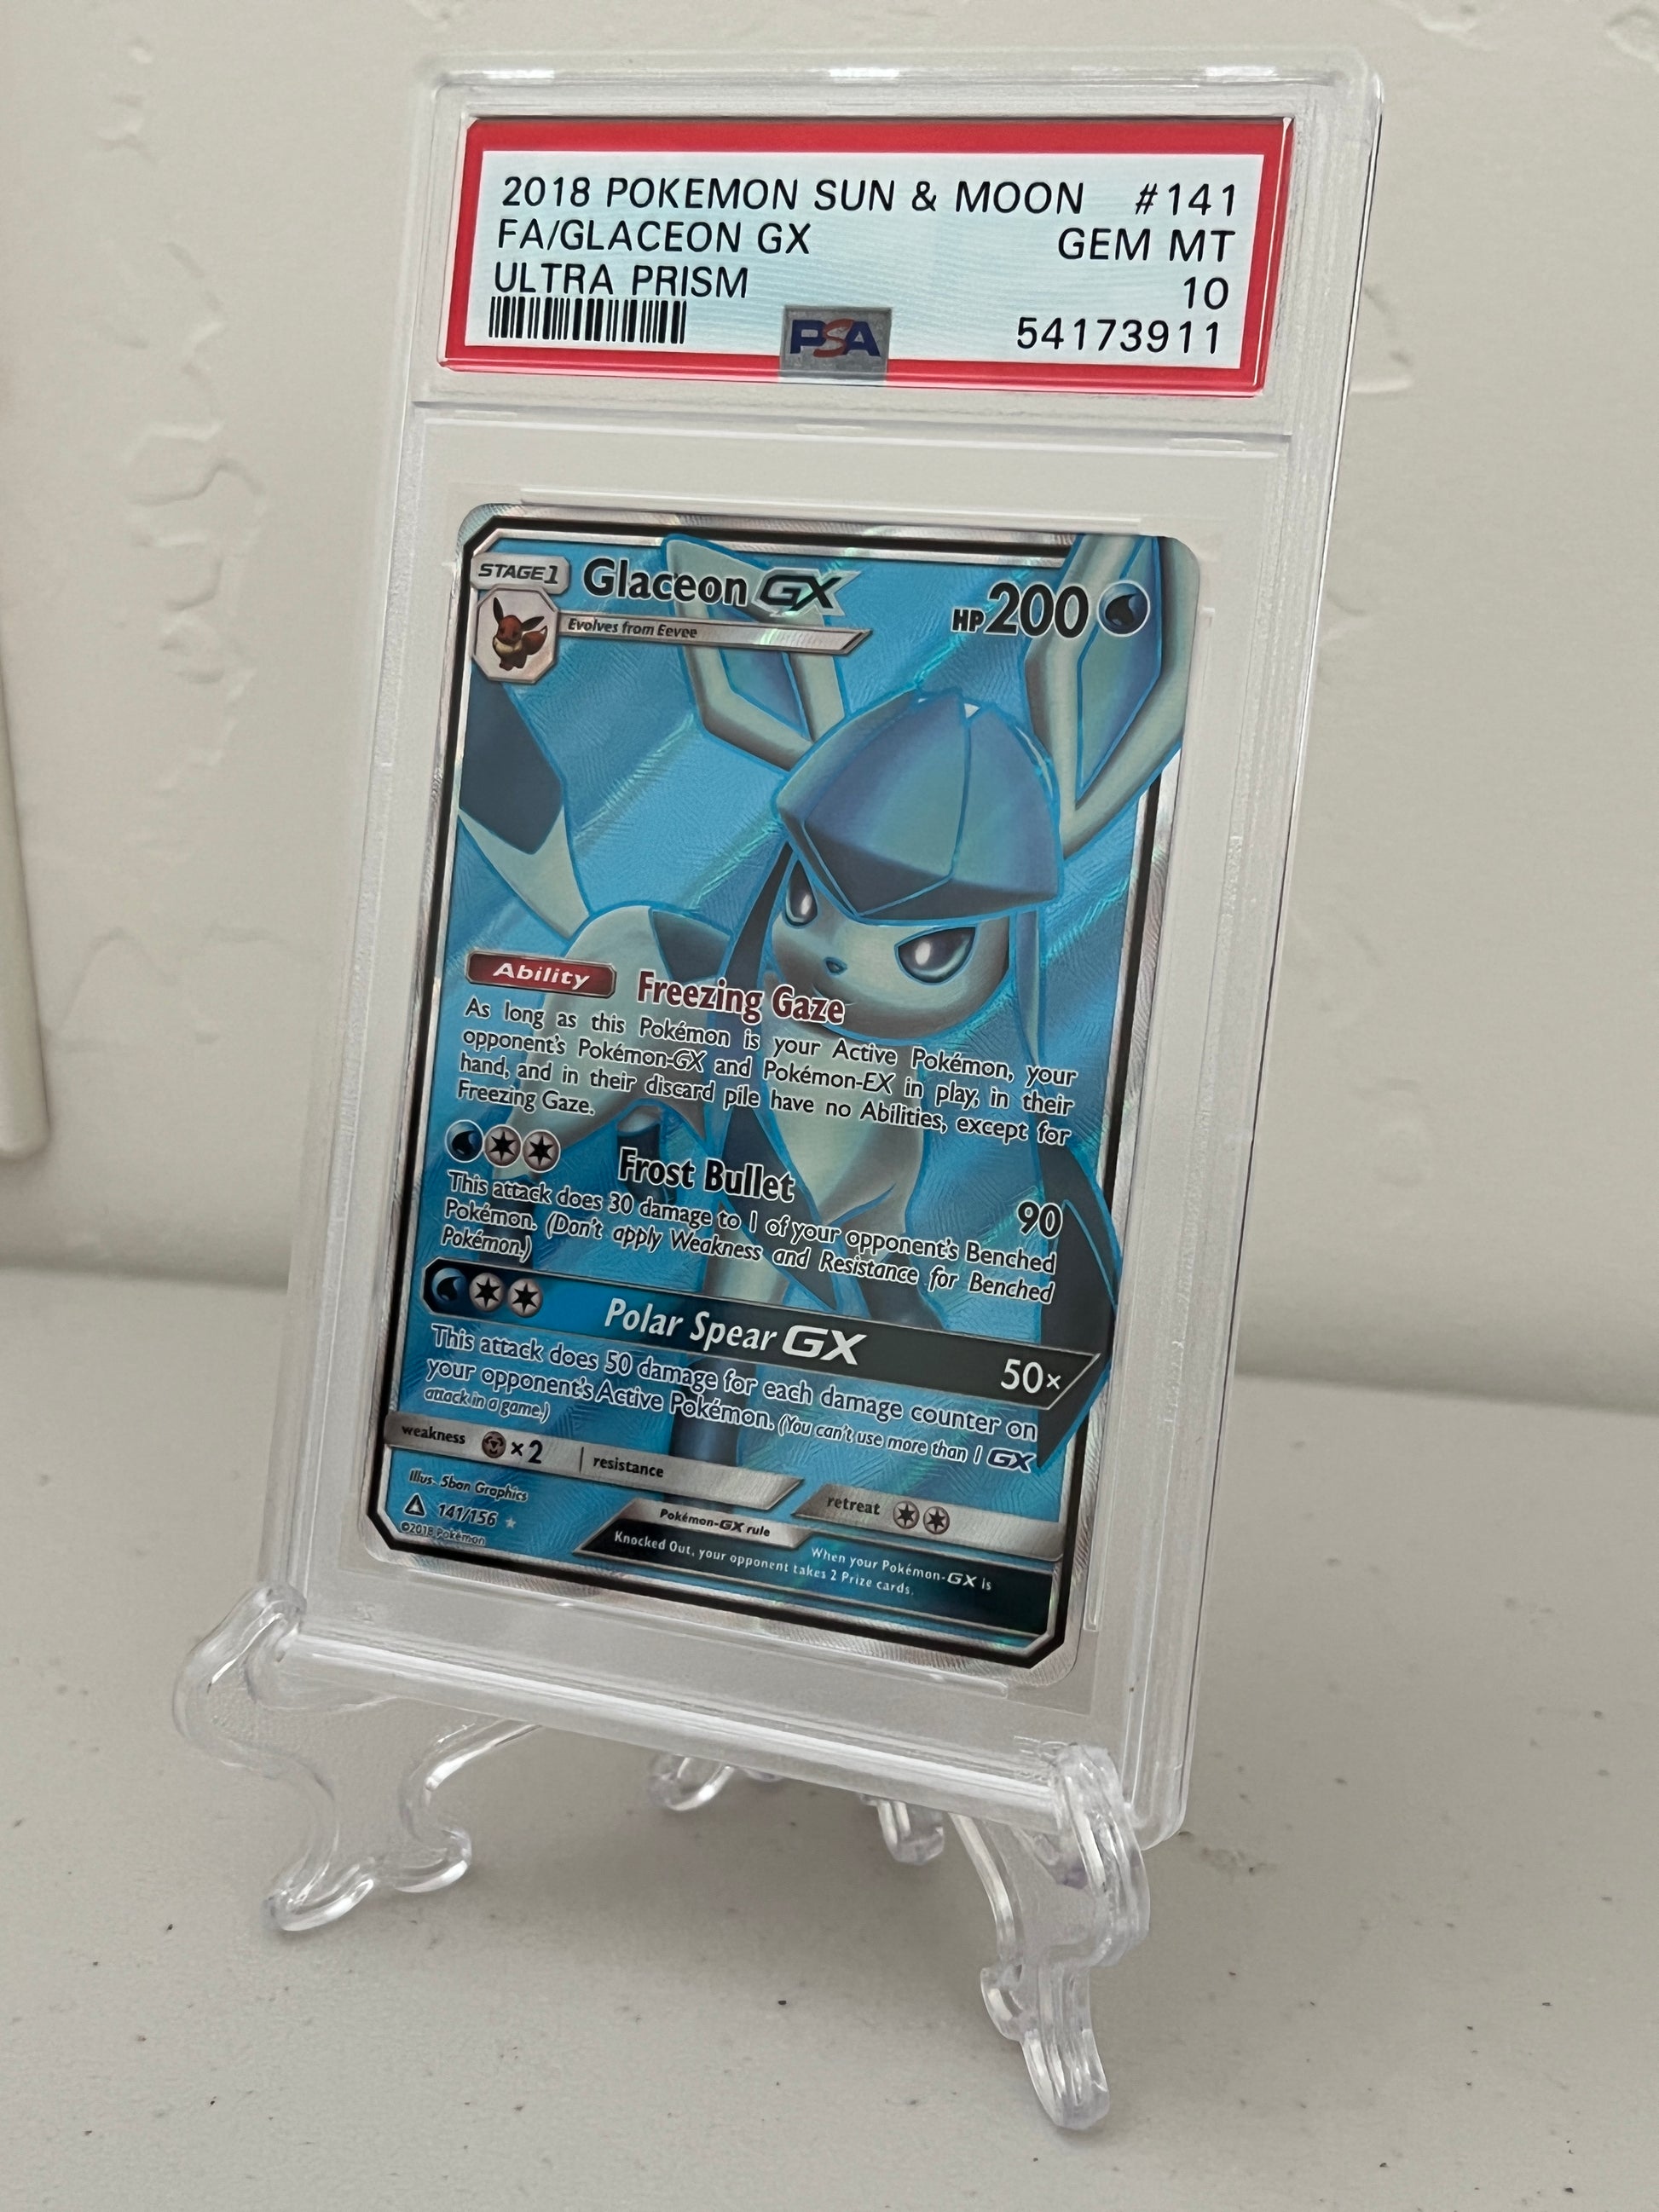 2018 POKEMON SUN & MOON #141
FA/GLACEON GX GEM MT
ULTRA PRISM 10
PSA 54173911
STAGE 1 Glaceon GX HP 200
Evolves from Eevee
Ability Freezing Gaze
As long as this Pokémon is your Active Pokémon, your
opponent's Pokémon-GX and Pokémon-EX in play, in their
hand, and in their discard pile have no Abilities, except for
Freezing Gaze.
Frost Bullet 90
This attack does 30 damage to 1 of your opponent's Benched
Pokémon. (Don't apply Weakness and Resistance for Benched
Pokémon.)
Polar Spear GX 50×
This attack does 50 damage for each damage counter on
your opponent's Active Pokémon. (You can't use more than 1 GX
attack in a game.)
weakness ×2 resistance retreat
Illus. 5ban Graphics
141/156
©2018 Pokémon
Pokémon-GX rule
When your Pokémon-GX is
Knocked Out, your opponent takes 2 Prize cards.